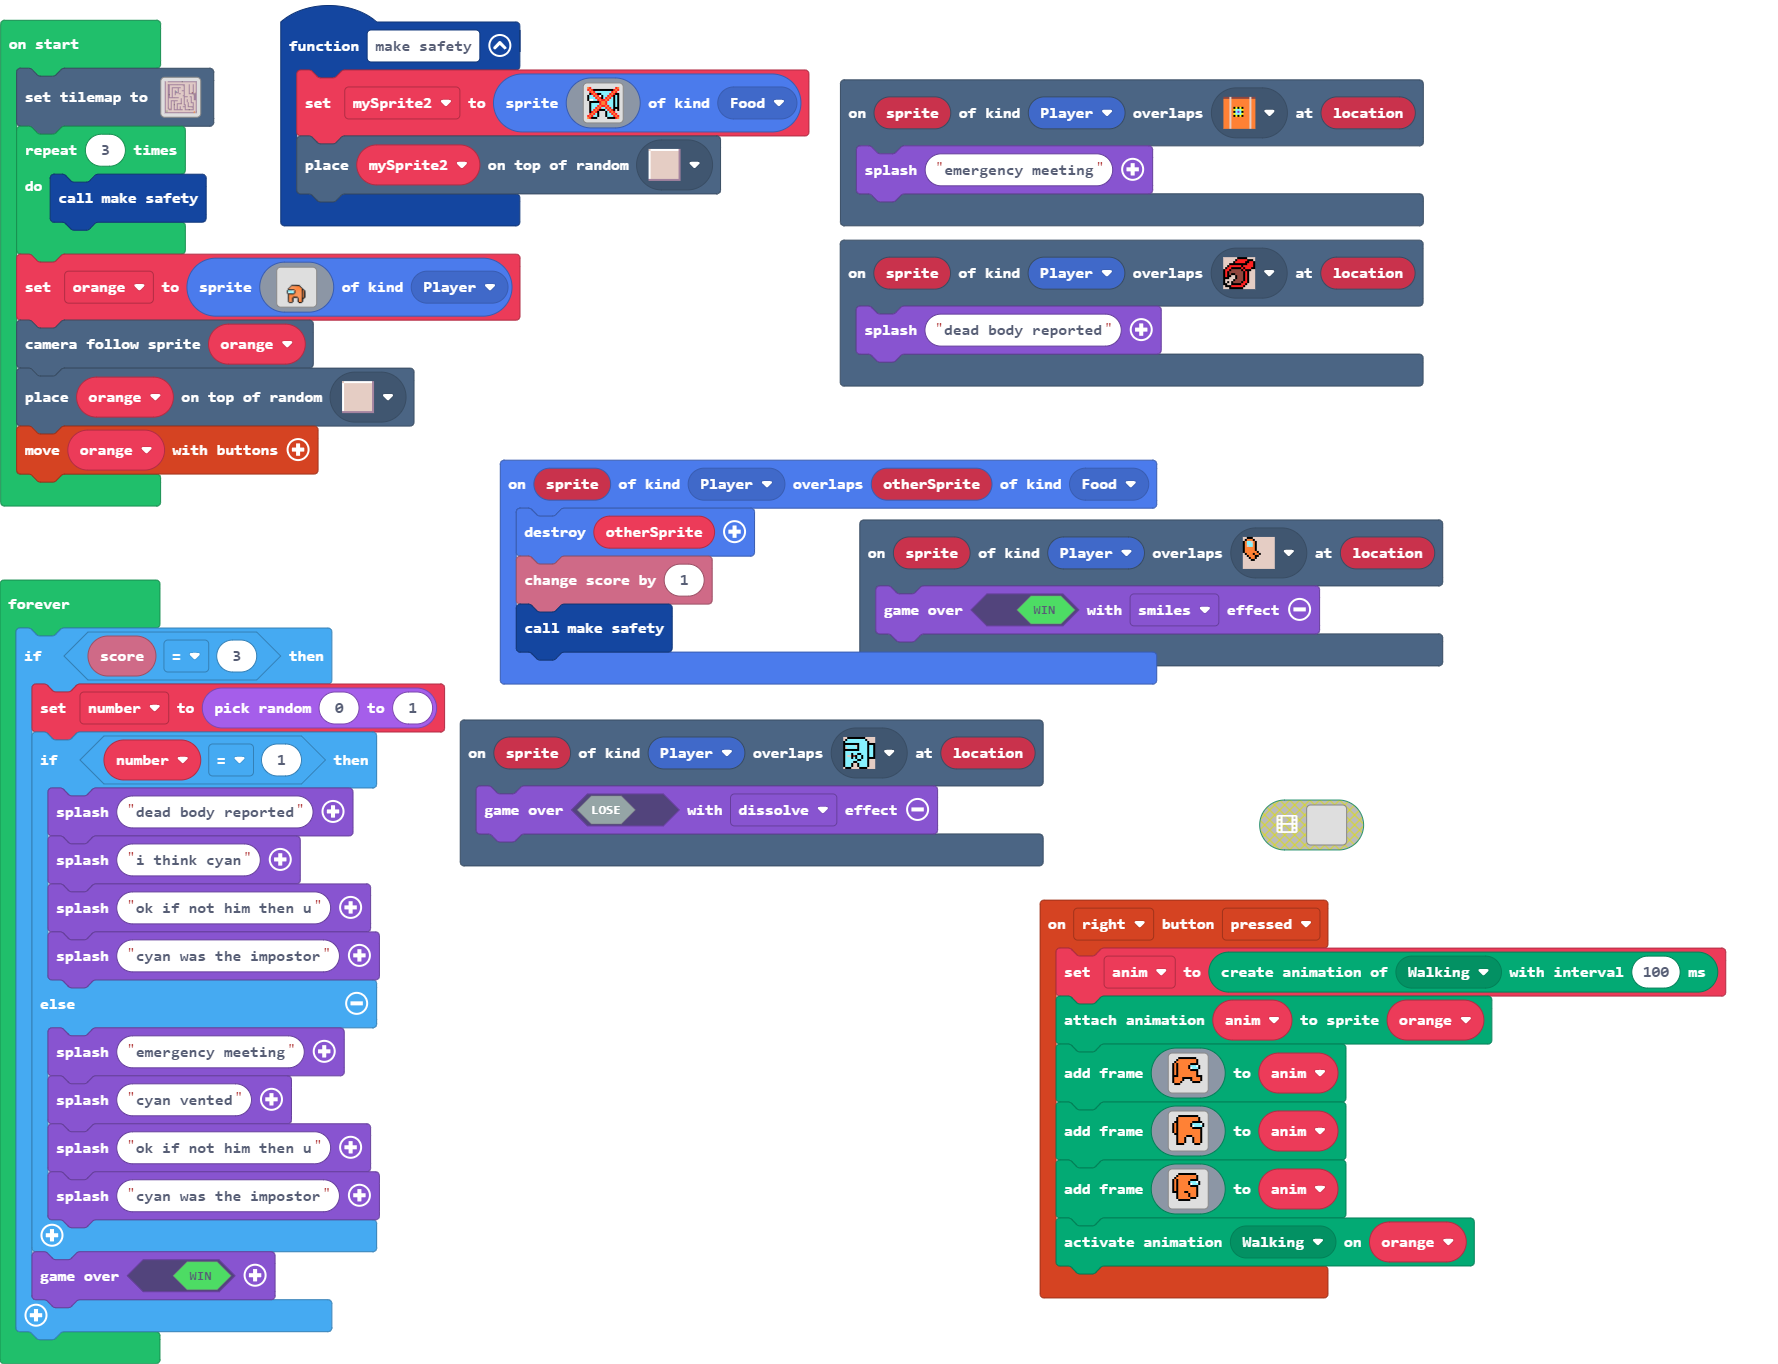 on start
set tilemap to
repeat 3 times
do call make safety
set orange to sprite of kind Player
camera follow sprite orange
place orange on top of random
move orange with buttons
function make safety
set mySprite2 to sprite of kind Food
place mySprite2 on top of random
on sprite of kind Player overlaps at location
splash "emergency meeting"
on sprite of kind Player overlaps at location
splash "dead body reported"
on sprite of kind Player overlaps otherSprite of kind Food
destroy otherSprite
change score by 1
call make safety
on sprite of kind Player overlaps at location
game over WIN with smiles effect
forever
if score = 3 then
set number to pick random 0 to 1
if number = 1 then
splash "dead body reported"
splash "i think cyan"
splash "ok if not him then u"
splash "cyan was the impostor"
else
splash "emergency meeting"
splash "cyan vented"
splash "ok if not him then u"
splash "cyan was the impostor"
game over WIN
on sprite of kind Player overlaps at location
game over LOSE with dissolve effect
on right button pressed
set anim to create animation of Walking with interval 100 ms
attach animation anim to sprite orange
add frame to anim
add frame to anim
add frame to anim
activate animation Walking on orange